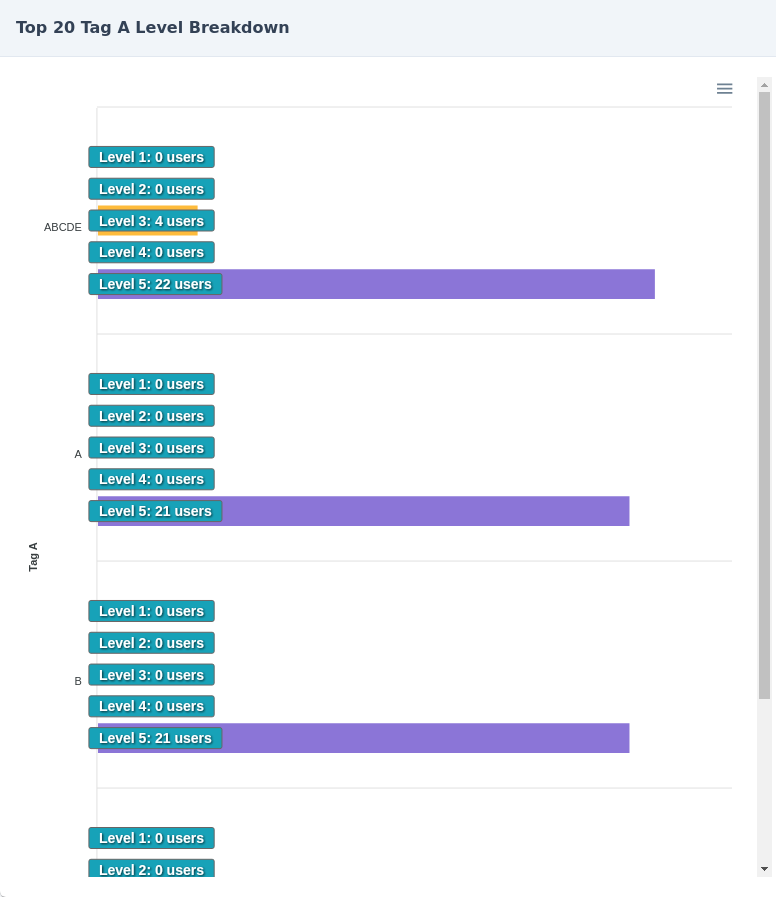 Top 20 Tag A Level Breakdown
Level 1: 0 users
Level 2: 0 users
ABCDE
Level 3: 4 users
Level 4: 0 users
Level 5: 22 users
Level 1: 0 users
Level 2: 0 users
A
Level 3: 0 users
Level 4: 0 users
Level 5: 21 users
Tag A
Level 1: 0 users
Level 2: 0 users
B
Level 3: 0 users
Level 4: 0 users
Level 5: 21 users
Level 1: 0 users
Level 2: 0 users